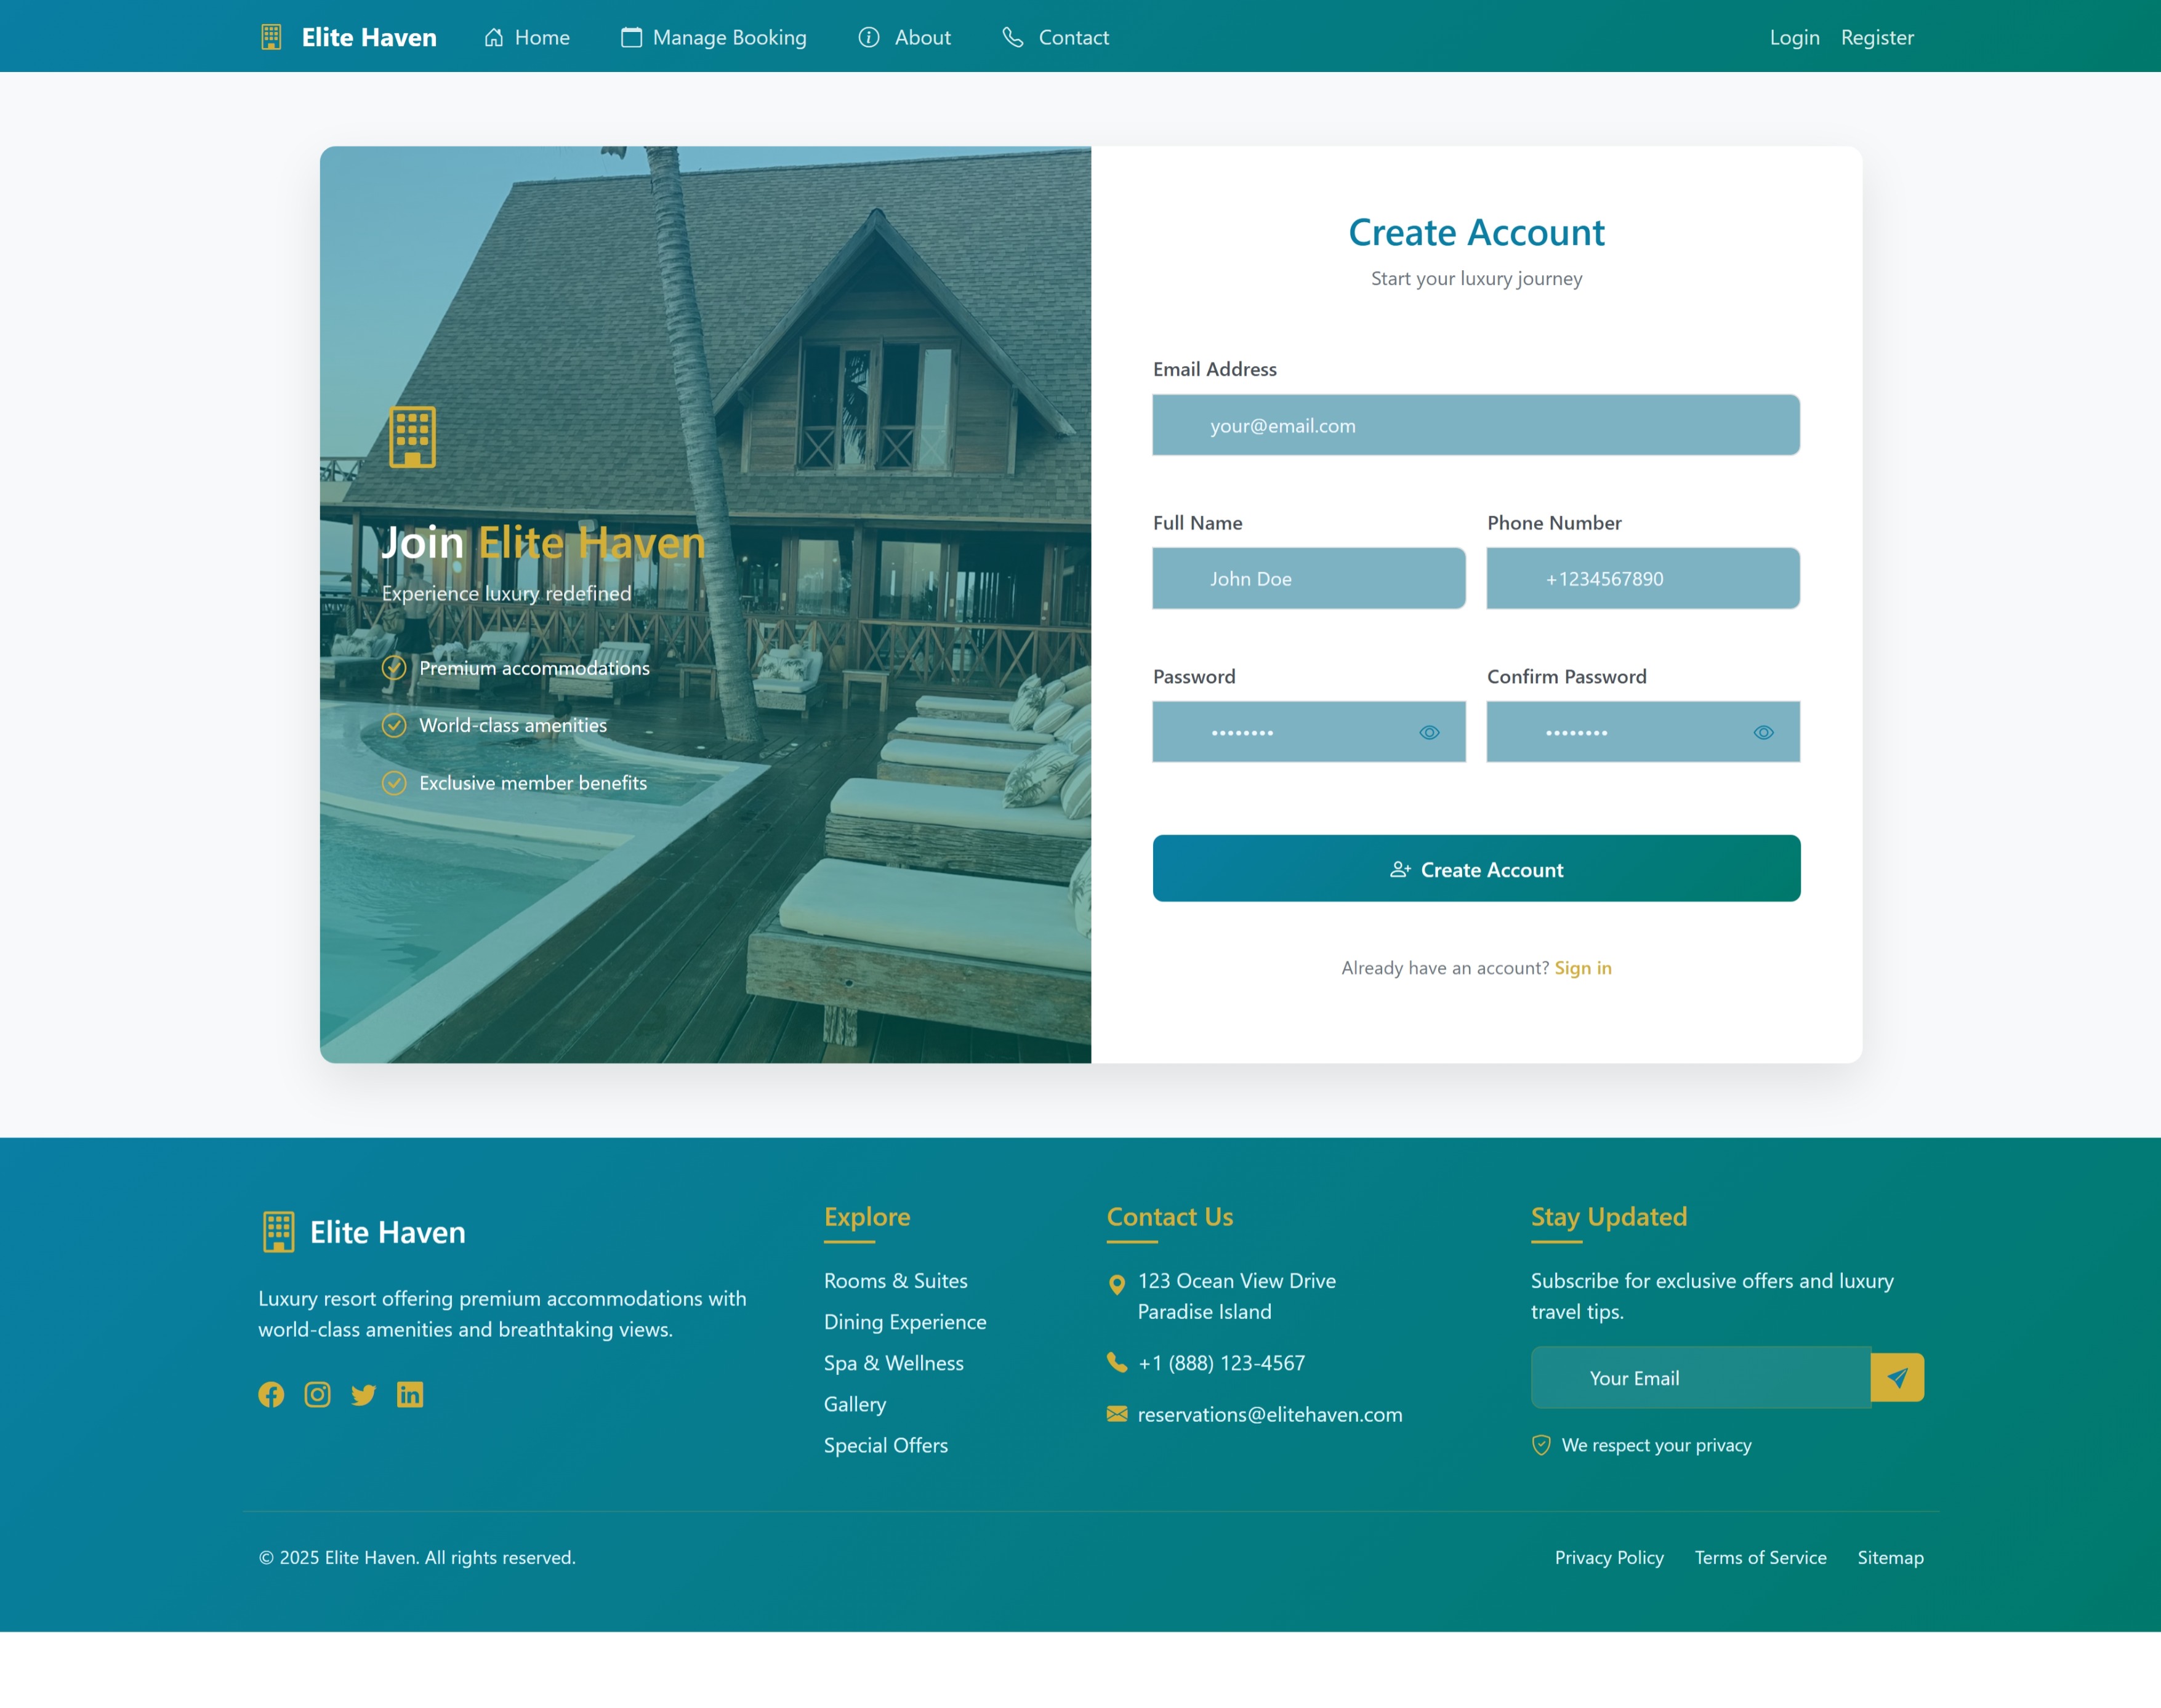 Elite Haven
Home
Manage Booking
About
Contact
Login
Register
Join Elite Haven
Experience luxury redefined
Premium accommodations
World-class amenities
Exclusive member benefits
Create Account
Start your luxury journey
Email Address
your@email.com
Full Name
Phone Number
John Doe
+1234567890
Password
Confirm Password
••••••••
••••••••
Create Account
Already have an account? Sign in
Elite Haven
Luxury resort offering premium accommodations with
world-class amenities and breathtaking views.
Explore
Rooms & Suites
Dining Experience
Spa & Wellness
Gallery
Special Offers
Contact Us
123 Ocean View Drive
Paradise Island
+1 (888) 123-4567
reservations@elitehaven.com
Stay Updated
Subscribe for exclusive offers and luxury
travel tips.
Your Email
We respect your privacy
© 2025 Elite Haven. All rights reserved.
Privacy Policy
Terms of Service
Sitemap